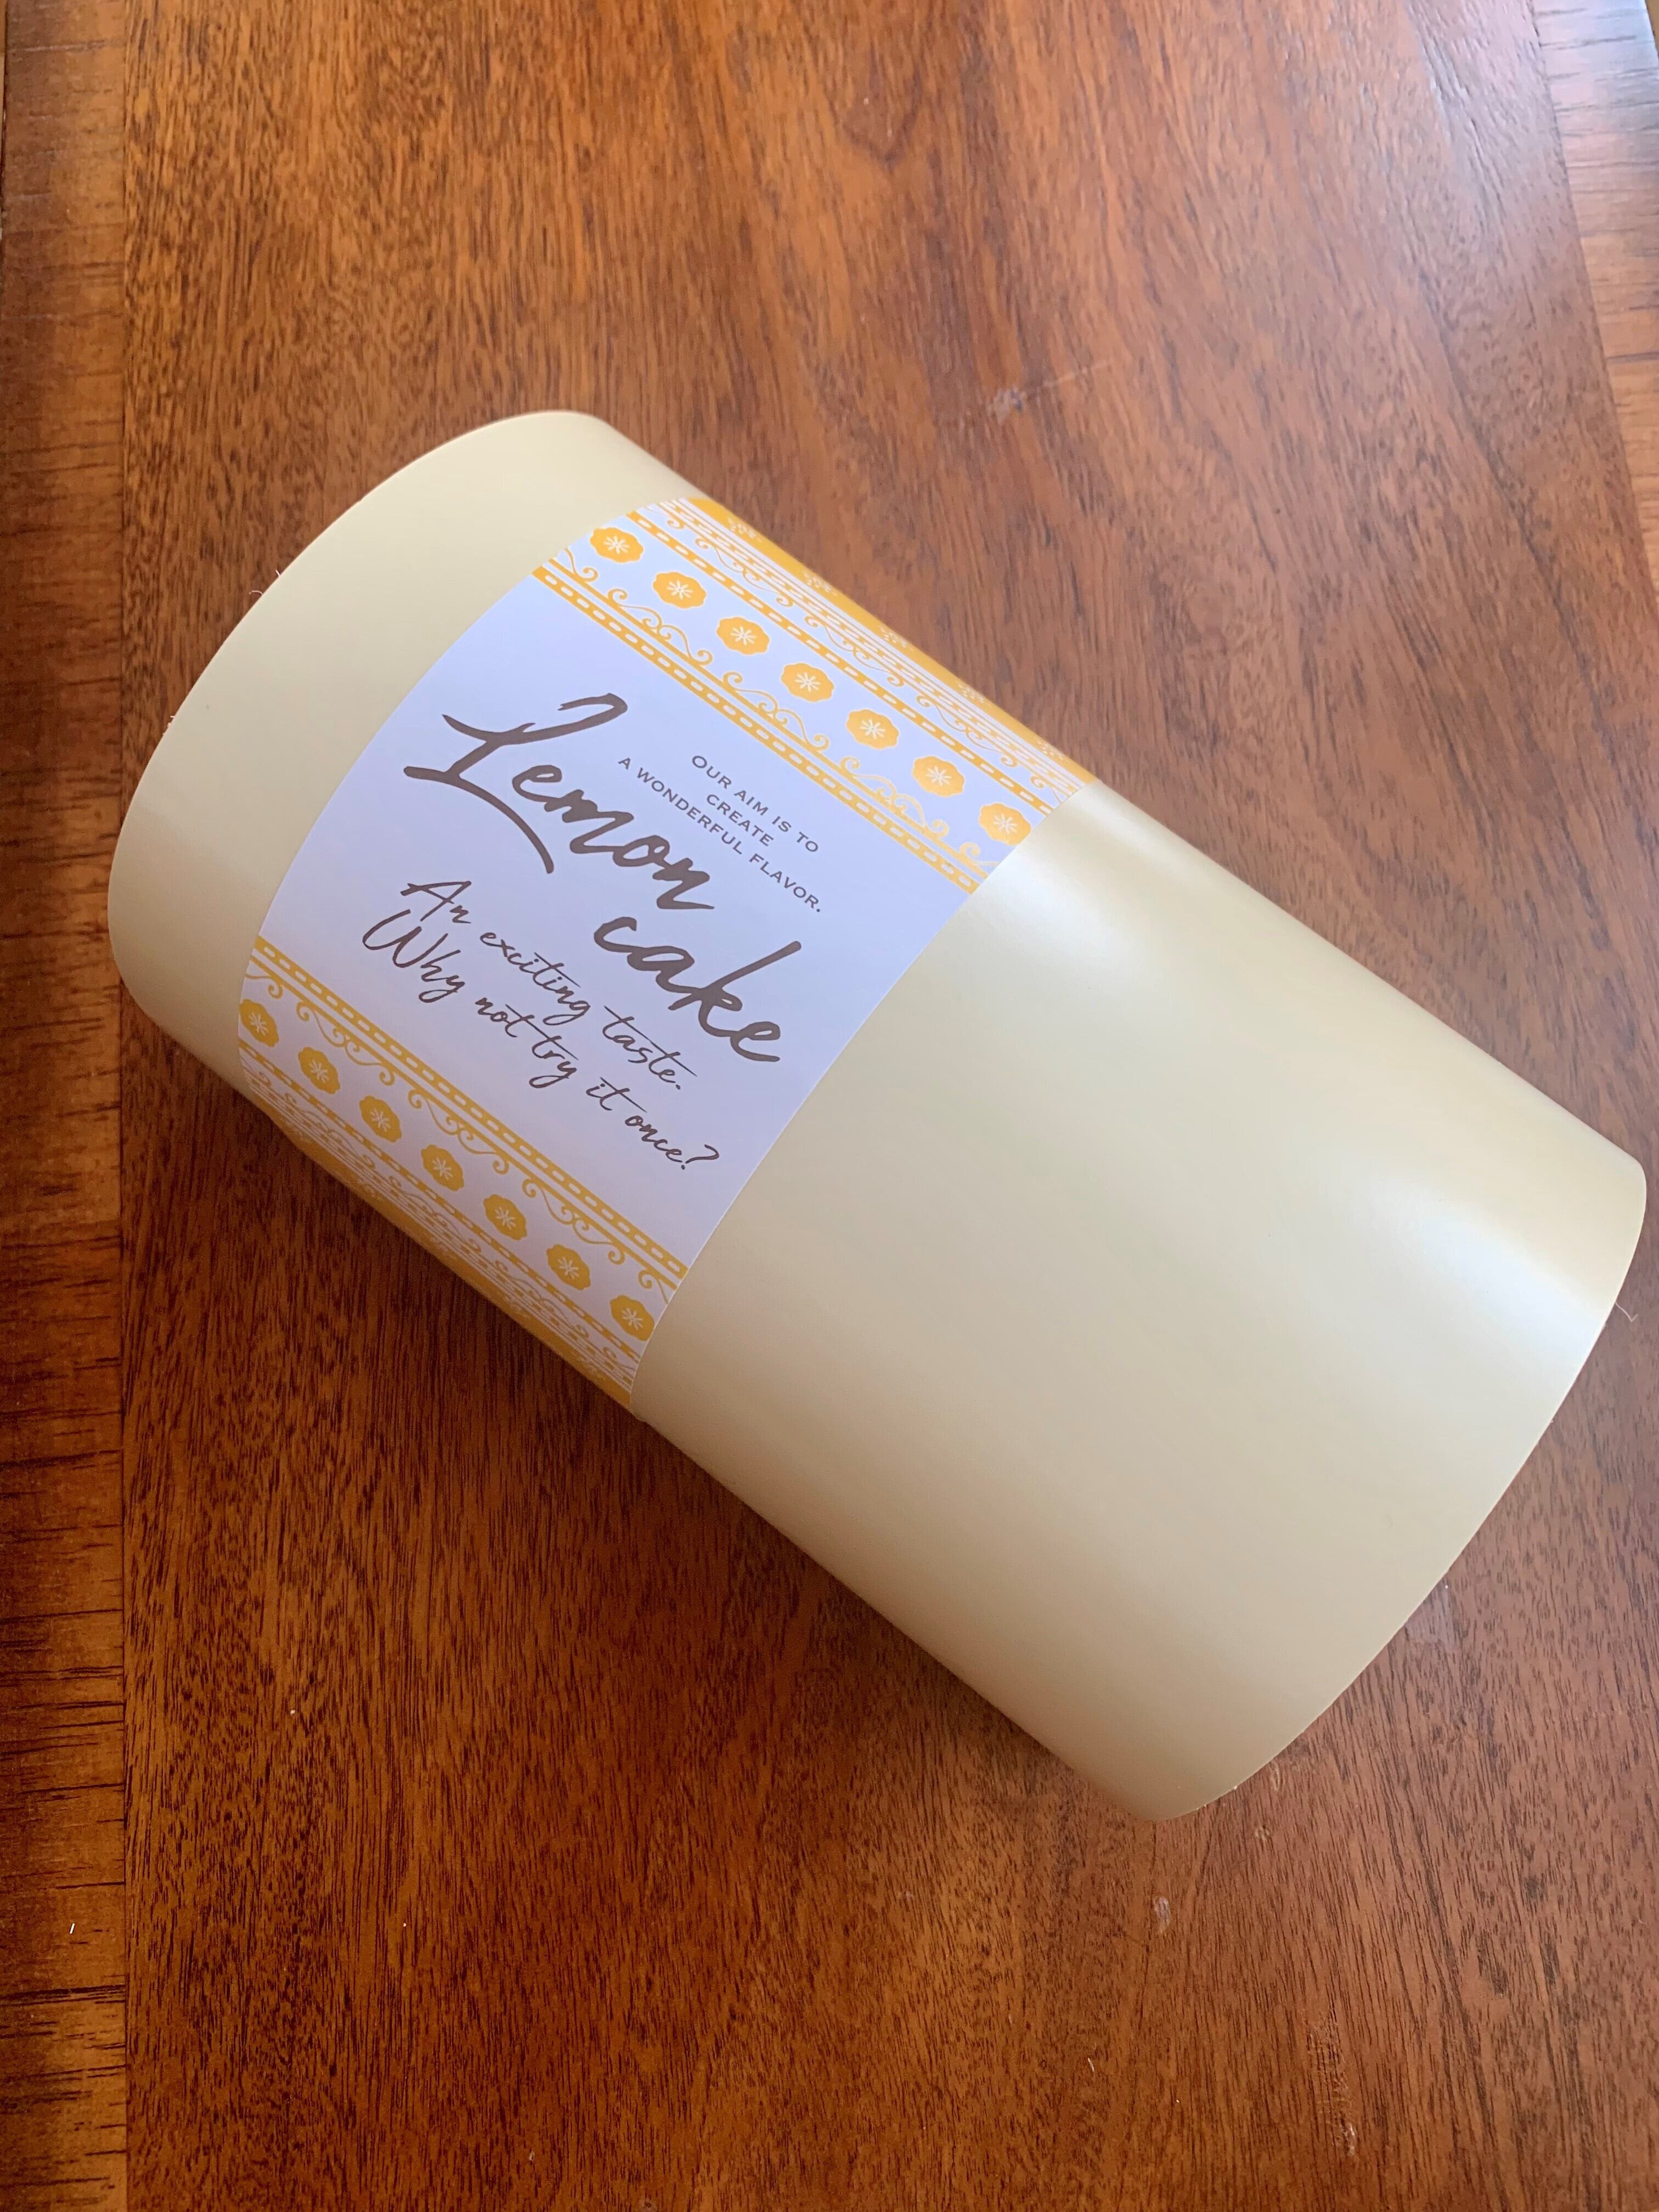 OUR AIM IS TO
CREATE
A WONDERFUL FLAVOR.
Lemon
cake
An exciting taste.
Why not try it once?